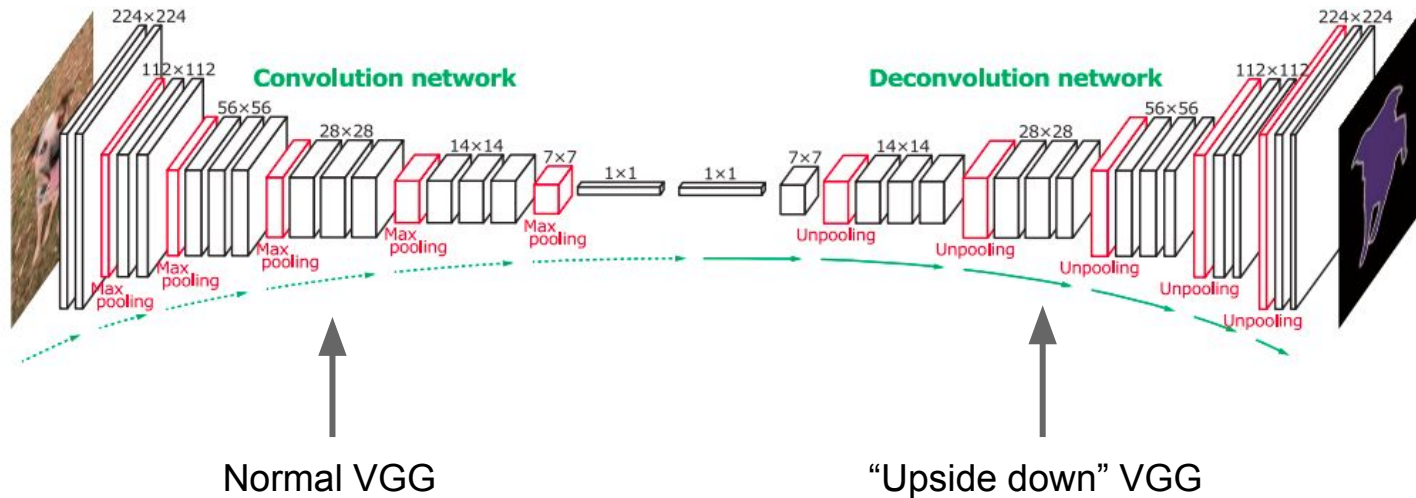 224×224
112×112
56×56
28×28
14×14
7×7
1×1
1×1
7×7
14×14
28×28
56×56
112×112
224×224
Convolution network
Deconvolution network
Max
pooling
Max
pooling
Max
pooling
Max
pooling
Max
pooling
Unpooling
Unpooling
Unpooling
Unpooling
Unpooling
Normal VGG
“Upside down” VGG